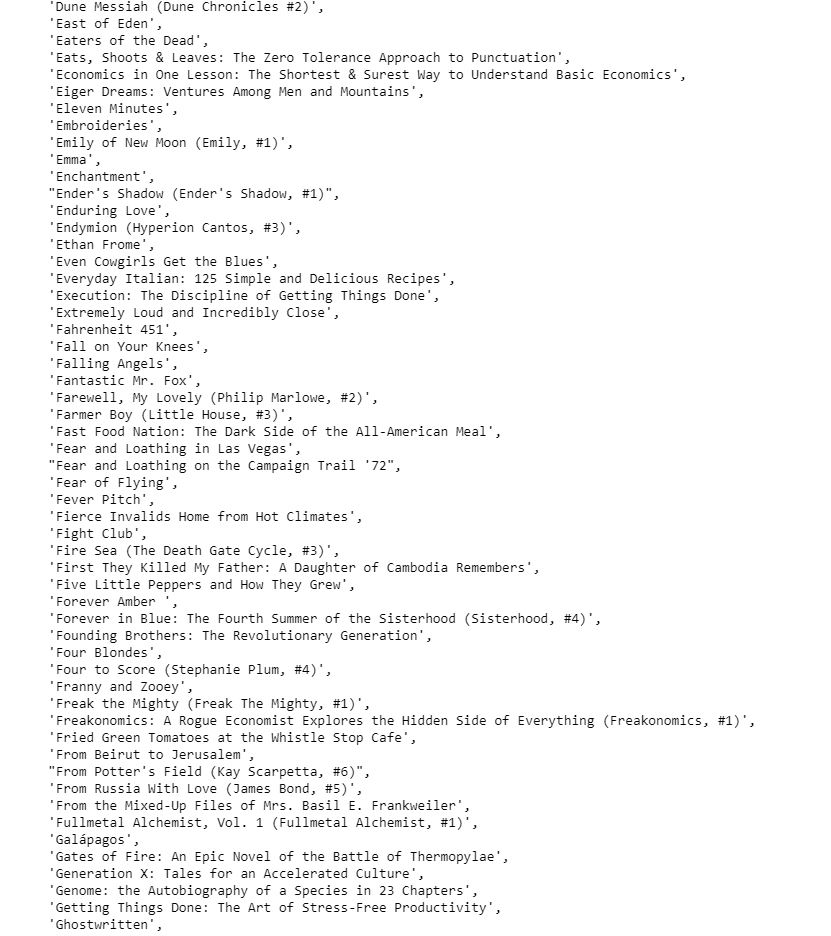 'Dune Messiah (Dune Chronicles #2)',
'East of Eden',
'Eaters of the Dead',
'Eats, Shoots & Leaves: The Zero Tolerance Approach to Punctuation',
'Economics in One Lesson: The Shortest & Surest Way to Understand Basic Economics',
'Eiger Dreams: Ventures Among Men and Mountains',
'Eleven Minutes',
'Embroideries',
'Emily of New Moon (Emily, #1)',
'Emma',
'Enchantment',
"Ender's Shadow (Ender's Shadow, #1)",
'Enduring Love',
'Endymion (Hyperion Cantos, #3)',
'Ethan Frome',
'Even Cowgirls Get the Blues',
'Everyday Italian: 125 Simple and Delicious Recipes',
'Execution: The Discipline of Getting Things Done',
'Extremely Loud and Incredibly Close',
'Fahrenheit 451',
'Fall on Your Knees',
'Falling Angels',
'Fantastic Mr. Fox',
'Farewell, My Lovely (Philip Marlowe, #2)',
'Farmer Boy (Little House, #3)',
'Fast Food Nation: The Dark Side of the All-American Meal',
'Fear and Loathing in Las Vegas',
"Fear and Loathing on the Campaign Trail '72",
'Fear of Flying',
'Fever Pitch',
'Fierce Invalids Home from Hot Climates',
'Fight Club',
'Fire Sea (The Death Gate Cycle, #3)',
'First They Killed My Father: A Daughter of Cambodia Remembers',
'Five Little Peppers and How They Grew',
'Forever Amber ',
'Forever in Blue: The Fourth Summer of the Sisterhood (Sisterhood, #4)',
'Founding Brothers: The Revolutionary Generation',
'Four Blondes',
'Four to Score (Stephanie Plum, #4)',
'Franny and Zooey',
'Freak the Mighty (Freak The Mighty, #1)',
'Freakonomics: A Rogue Economist Explores the Hidden Side of Everything (Freakonomics, #1)',
'Fried Green Tomatoes at the Whistle Stop Cafe',
'From Beirut to Jerusalem',
"From Potter's Field (Kay Scarpetta, #6)",
'From Russia With Love (James Bond, #5)',
'From the Mixed-Up Files of Mrs. Basil E. Frankweiler',
'Fullmetal Alchemist, Vol. 1 (Fullmetal Alchemist, #1)',
'Galápagos',
'Gates of Fire: An Epic Novel of the Battle of Thermopylae',
'Generation X: Tales for an Accelerated Culture',
'Genome: the Autobiography of a Species in 23 Chapters',
'Getting Things Done: The Art of Stress-Free Productivity',
'Ghostwritten',